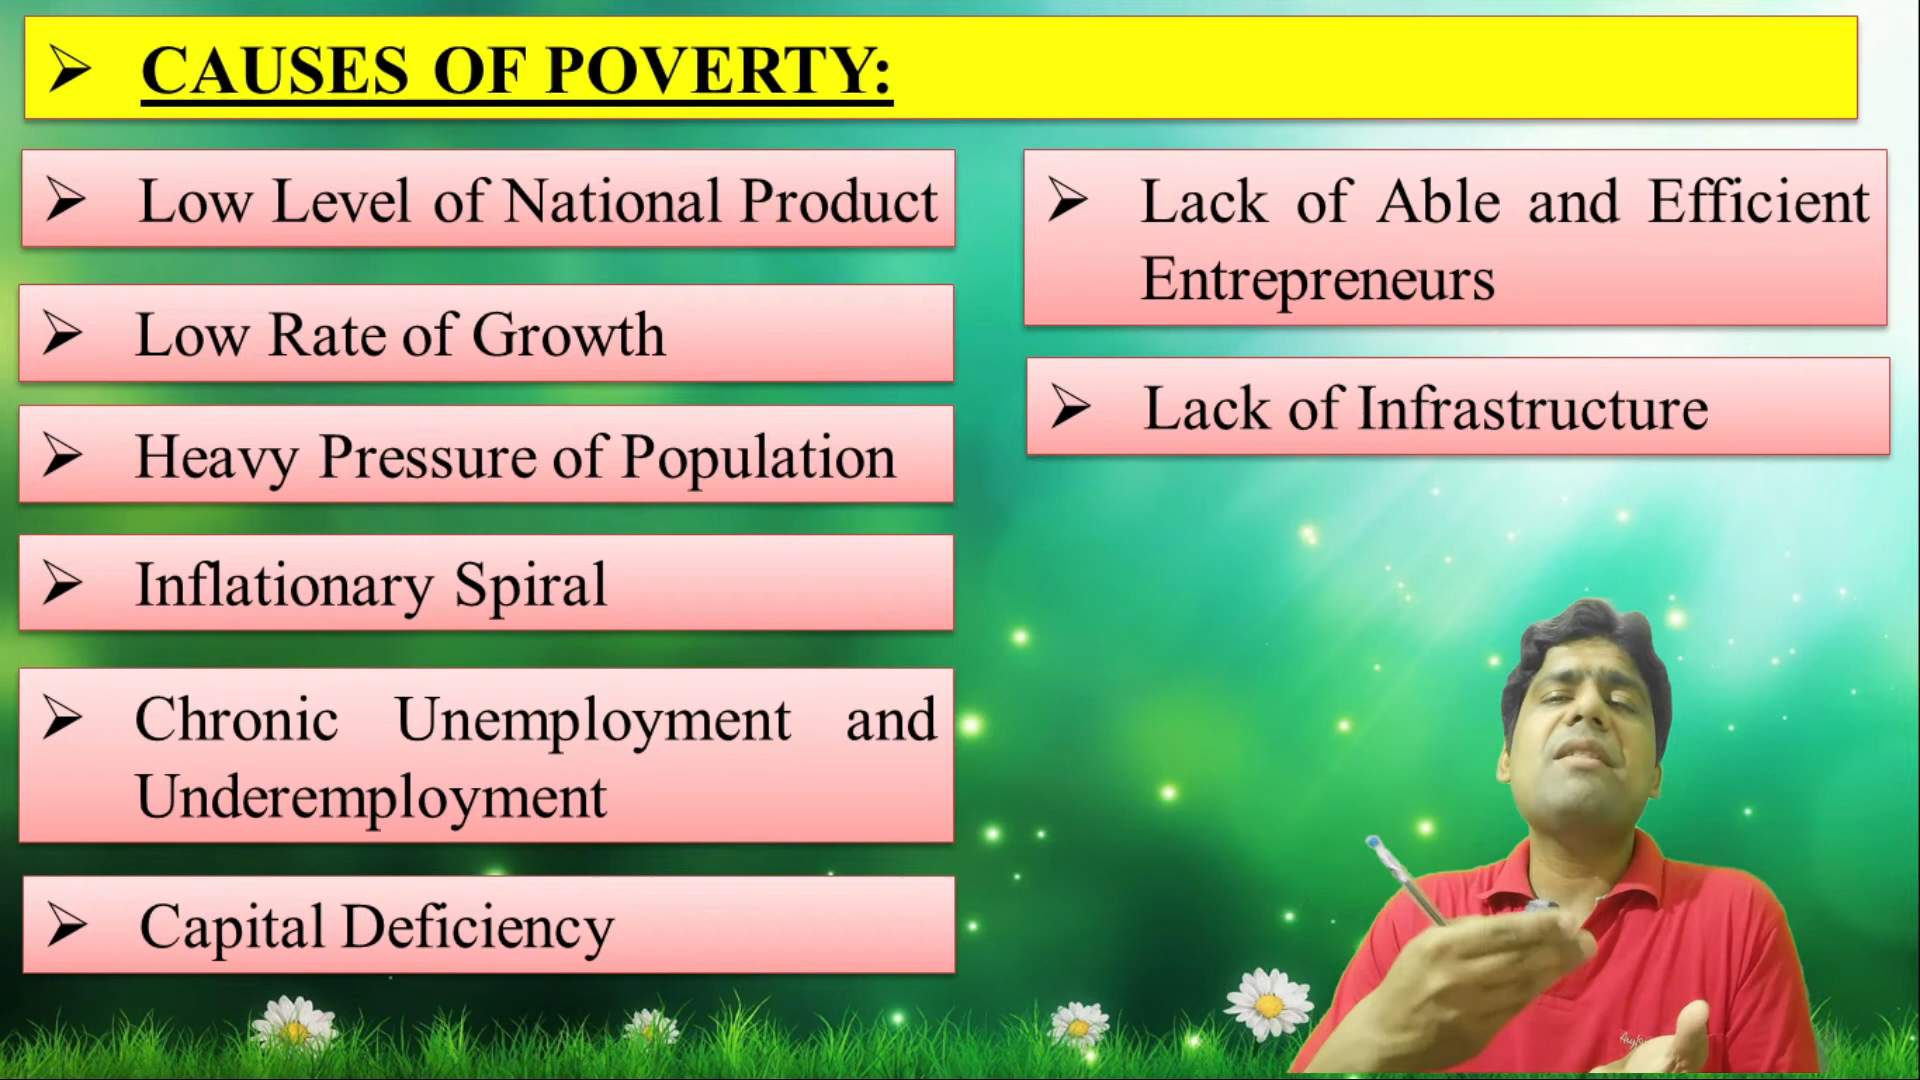 ➢ CAUSES OF POVERTY:
➢ Low Level of National Product
➢ Low Rate of Growth
➢ Heavy Pressure of Population
➢ Inflationary Spiral
➢ Chronic Unemployment and
Underemployment
➢ Capital Deficiency
➢ Lack of Able and Efficient
Entrepreneurs
➢ Lack of Infrastructure